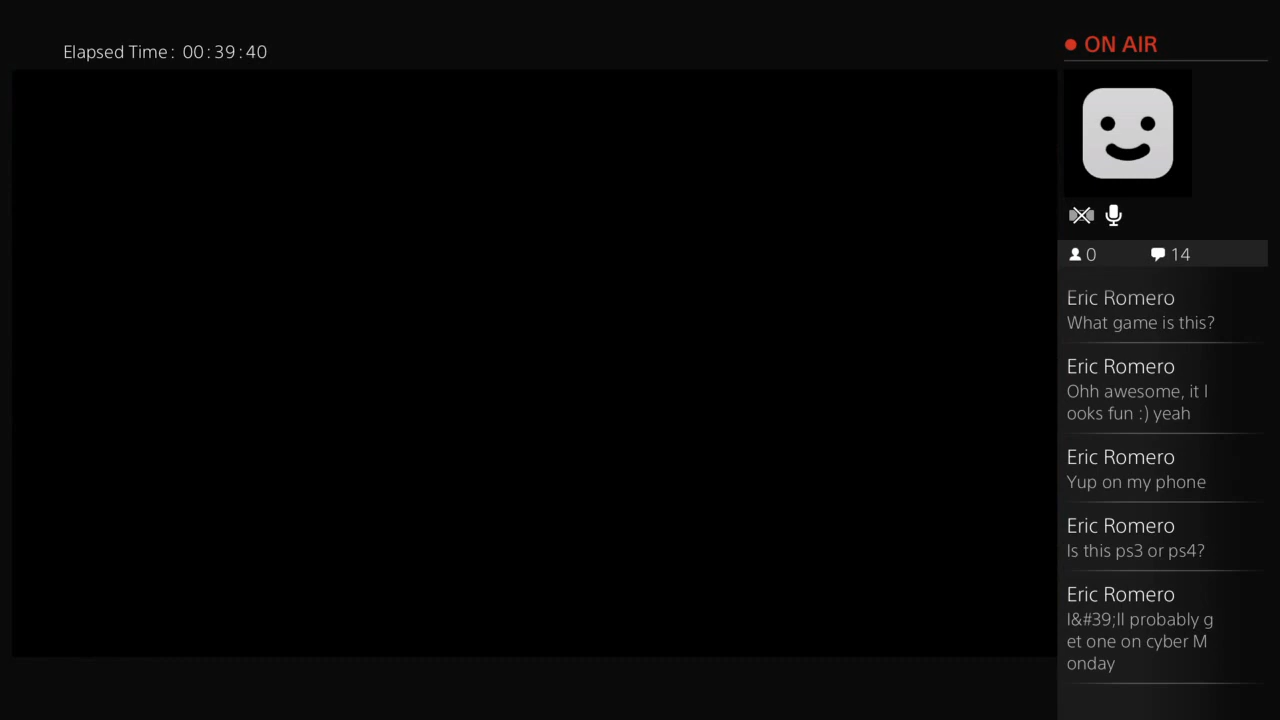 Elapsed Time: 00:39:40
ON AIR
0 14
Eric Romero
What game is this?
Eric Romero
Ohh awesome, it l
ooks fun :) yeah
Eric Romero
Yup on my phone
Eric Romero
Is this ps3 or ps4?
Eric Romero
I&#39;ll probably g
et one on cyber M
onday